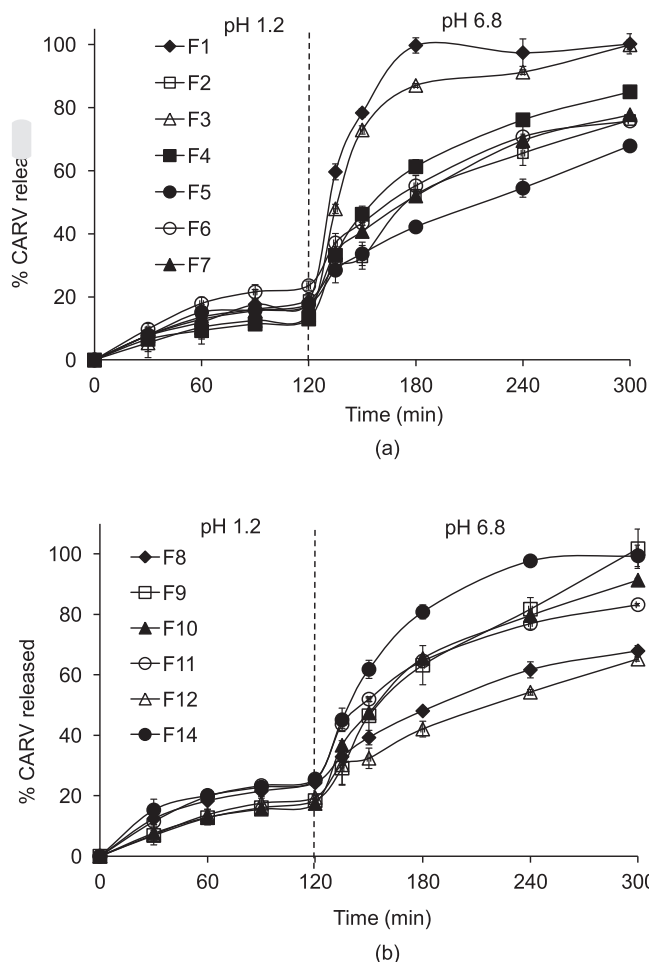 pH 1.2
pH 6.8
100
80
60
40
20
0
% CARV
F1
F2
F3
F4
F5
F6
F7
0 60 120 180 240 300
Time (min)
(a)
pH 1.2
pH 6.8
100
80
60
40
20
0
% CARV released
F8
F9
F10
F11
F12
F14
0 60 120 180 240
Time (min)
(b)